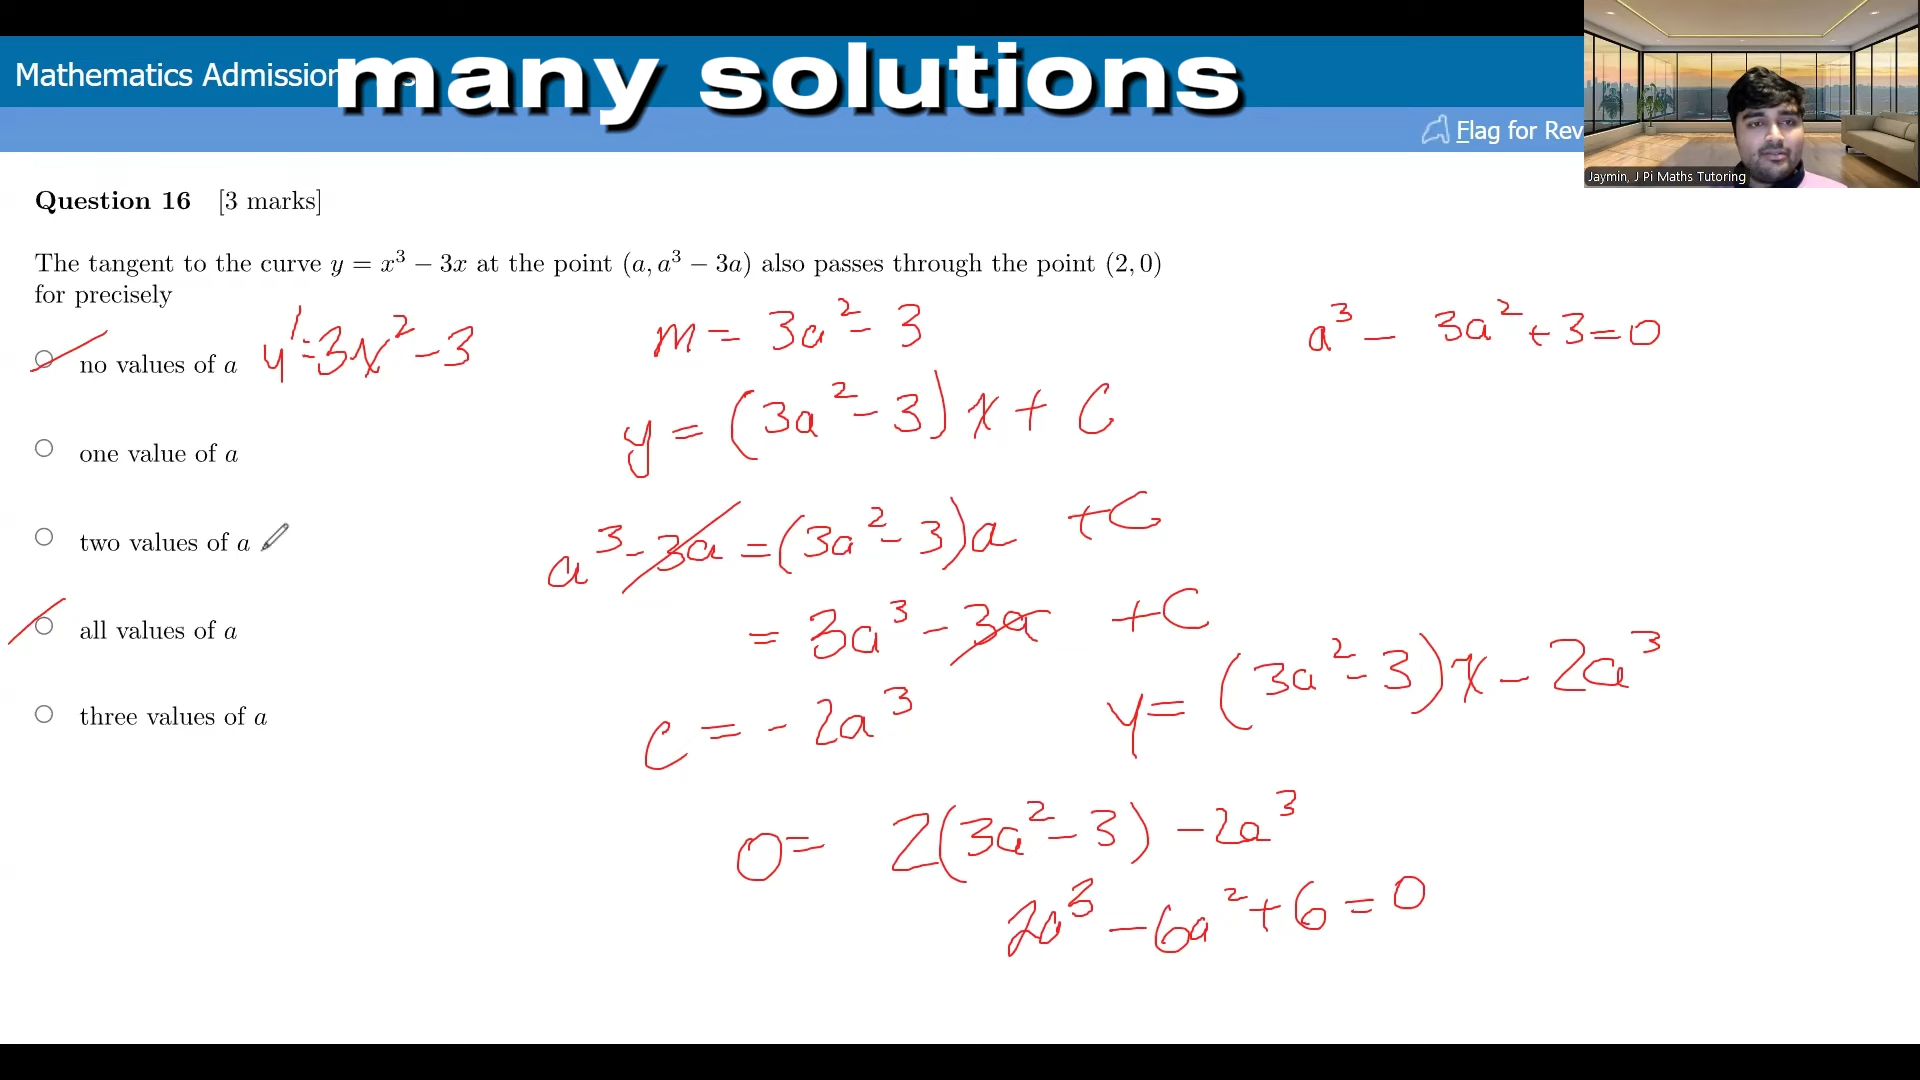 Mathematics Admission
many solutions
Flag for Rev
Jaymin, J Pi Maths Tutoring
Question 16 [3 marks]
The tangent to the curve y = x³ − 3x at the point (a, a³ − 3a) also passes through the point (2, 0)
for precisely
no values of a
one value of a
two values of a
all values of a
three values of a
y' = 3x² − 3
m = 3a² − 3
y = (3a² − 3)x + C
a³ − 3a = (3a² − 3)a + C
= 3a³ − 3a + C
C = − 2a³
y = (3a² − 3)x − 2a³
0 = 2(3a² − 3) − 2a³
2a³ − 6a² + 6 = 0
a³ − 3a² + 3 = 0